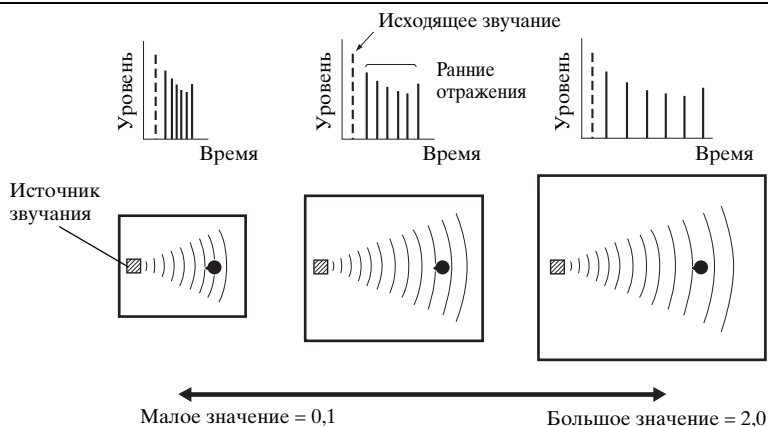 Исходящее звучание
Уровень
Время
Уровень
Ранние
отражения
Время
Уровень
Время
Источник
звучания
Малое значение = 0,1
Большое значение = 2,0